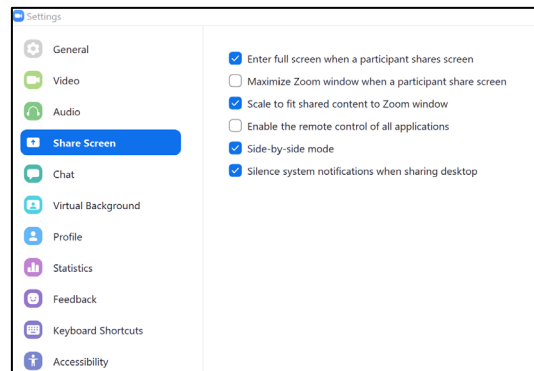 Settings
General
Video
Audio
Share Screen
Chat
Virtual Background
Profile
Statistics
Feedback
Keyboard Shortcuts
Accessibility
Enter full screen when a participant shares screen
Maximize Zoom window when a participant share screen
Scale to fit shared content to Zoom window
Enable the remote control of all applications
Side-by-side mode
Silence system notifications when sharing desktop